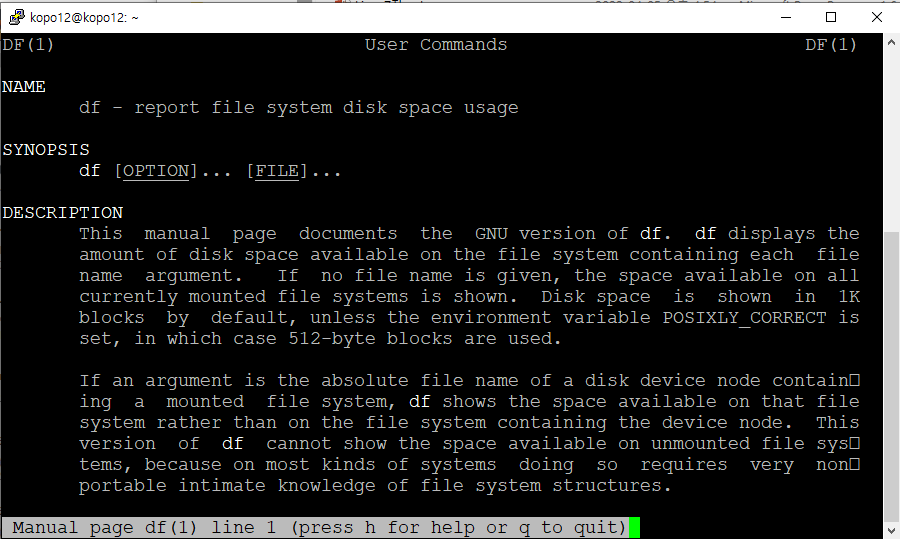 kopo12@kopo12: ~
DF(1) User Commands DF(1)
NAME
df - report file system disk space usage
SYNOPSIS
df [OPTION]... [FILE]...
DESCRIPTION
This manual page documents the GNU version of df. df displays the
amount of disk space available on the file system containing each file
name argument. If no file name is given, the space available on all
currently mounted file systems is shown. Disk space is shown in 1K
blocks by default, unless the environment variable POSIXLY_CORRECT is
set, in which case 512-byte blocks are used.
If an argument is the absolute file name of a disk device node contain□
ing a mounted file system, df shows the space available on that file
system rather than on the file system containing the device node. This
version of df cannot show the space available on unmounted file sys□
tems, because on most kinds of systems doing so requires very non□
portable intimate knowledge of file system structures.
Manual page df(1) line 1 (press h for help or q to quit)